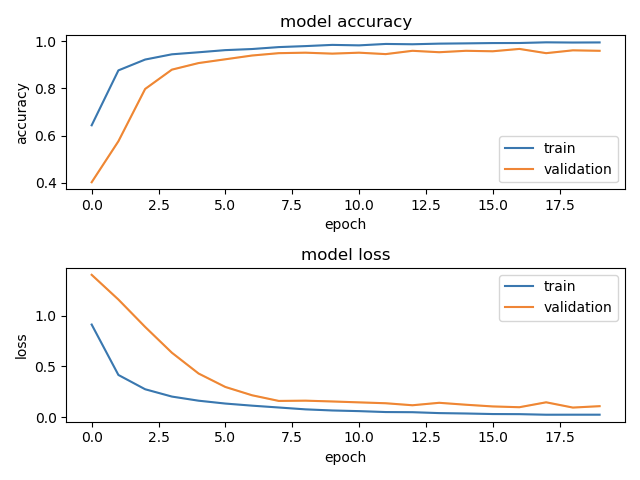 model accuracy
1.0
0.8
0.6
0.4
accuracy
train
validation
0.0 2.5 5.0 7.5 10.0 12.5 15.0 17.5
epoch
model loss
1.0
0.5
0.0
loss
train
validation
0.0 2.5 5.0 7.5 10.0 12.5 15.0 17.5
epoch